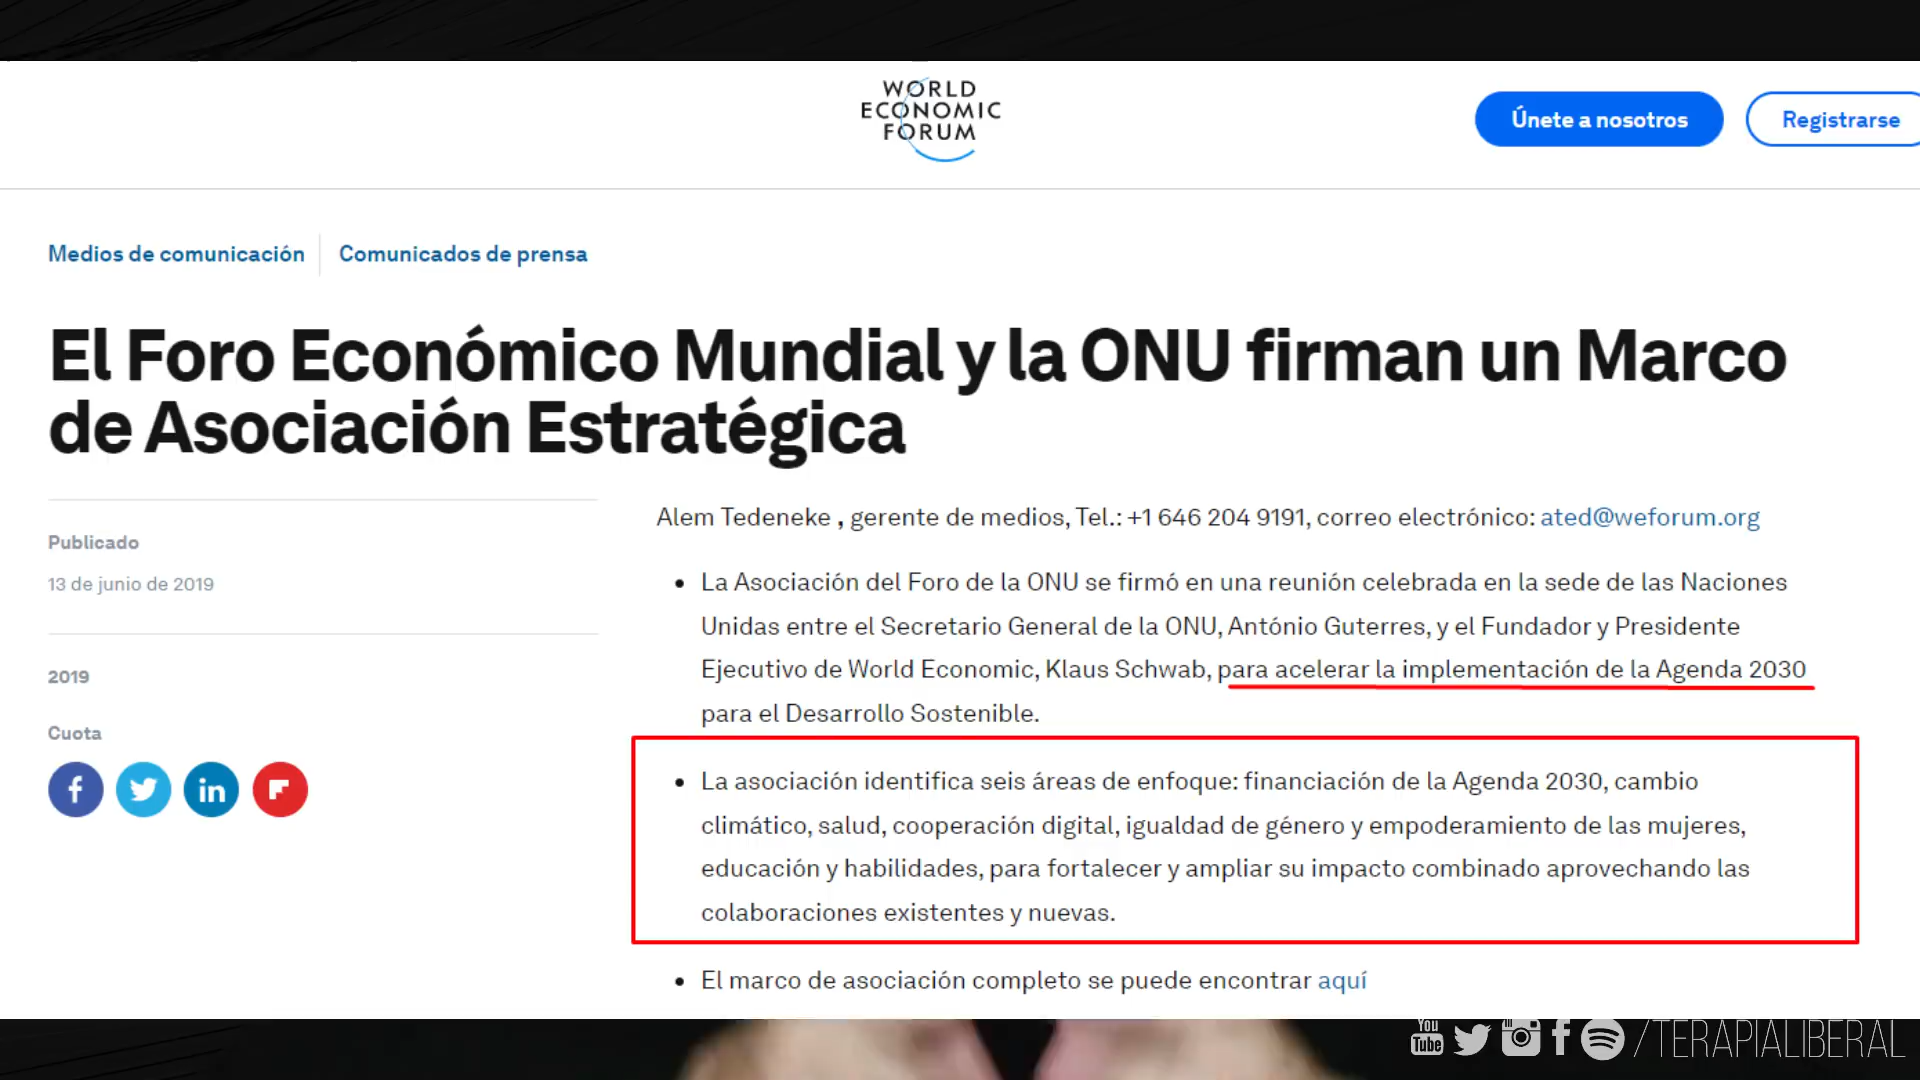 WORLD
ECONOMIC
FORUM
Únete a nosotros
Registrarse
Medios de comunicación
Comunicados de prensa
El Foro Económico Mundial y la ONU firman un Marco
de Asociación Estratégica
Publicado
13 de junio de 2019
2019
Cuota
Alem Tedeneke , gerente de medios, Tel.: +1 646 204 9191, correo electrónico: ated@weforum.org
• La Asociación del Foro de la ONU se firmó en una reunión celebrada en la sede de las Naciones
Unidas entre el Secretario General de la ONU, António Guterres, y el Fundador y Presidente
Ejecutivo de World Economic, Klaus Schwab, para acelerar la implementación de la Agenda 2030
para el Desarrollo Sostenible.
• La asociación identifica seis áreas de enfoque: financiación de la Agenda 2030, cambio
climático, salud, cooperación digital, igualdad de género y empoderamiento de las mujeres,
educación y habilidades, para fortalecer y ampliar su impacto combinado aprovechando las
colaboraciones existentes y nuevas.
• El marco de asociación completo se puede encontrar aquí
You
Tube
/TERAPIALIBERAL